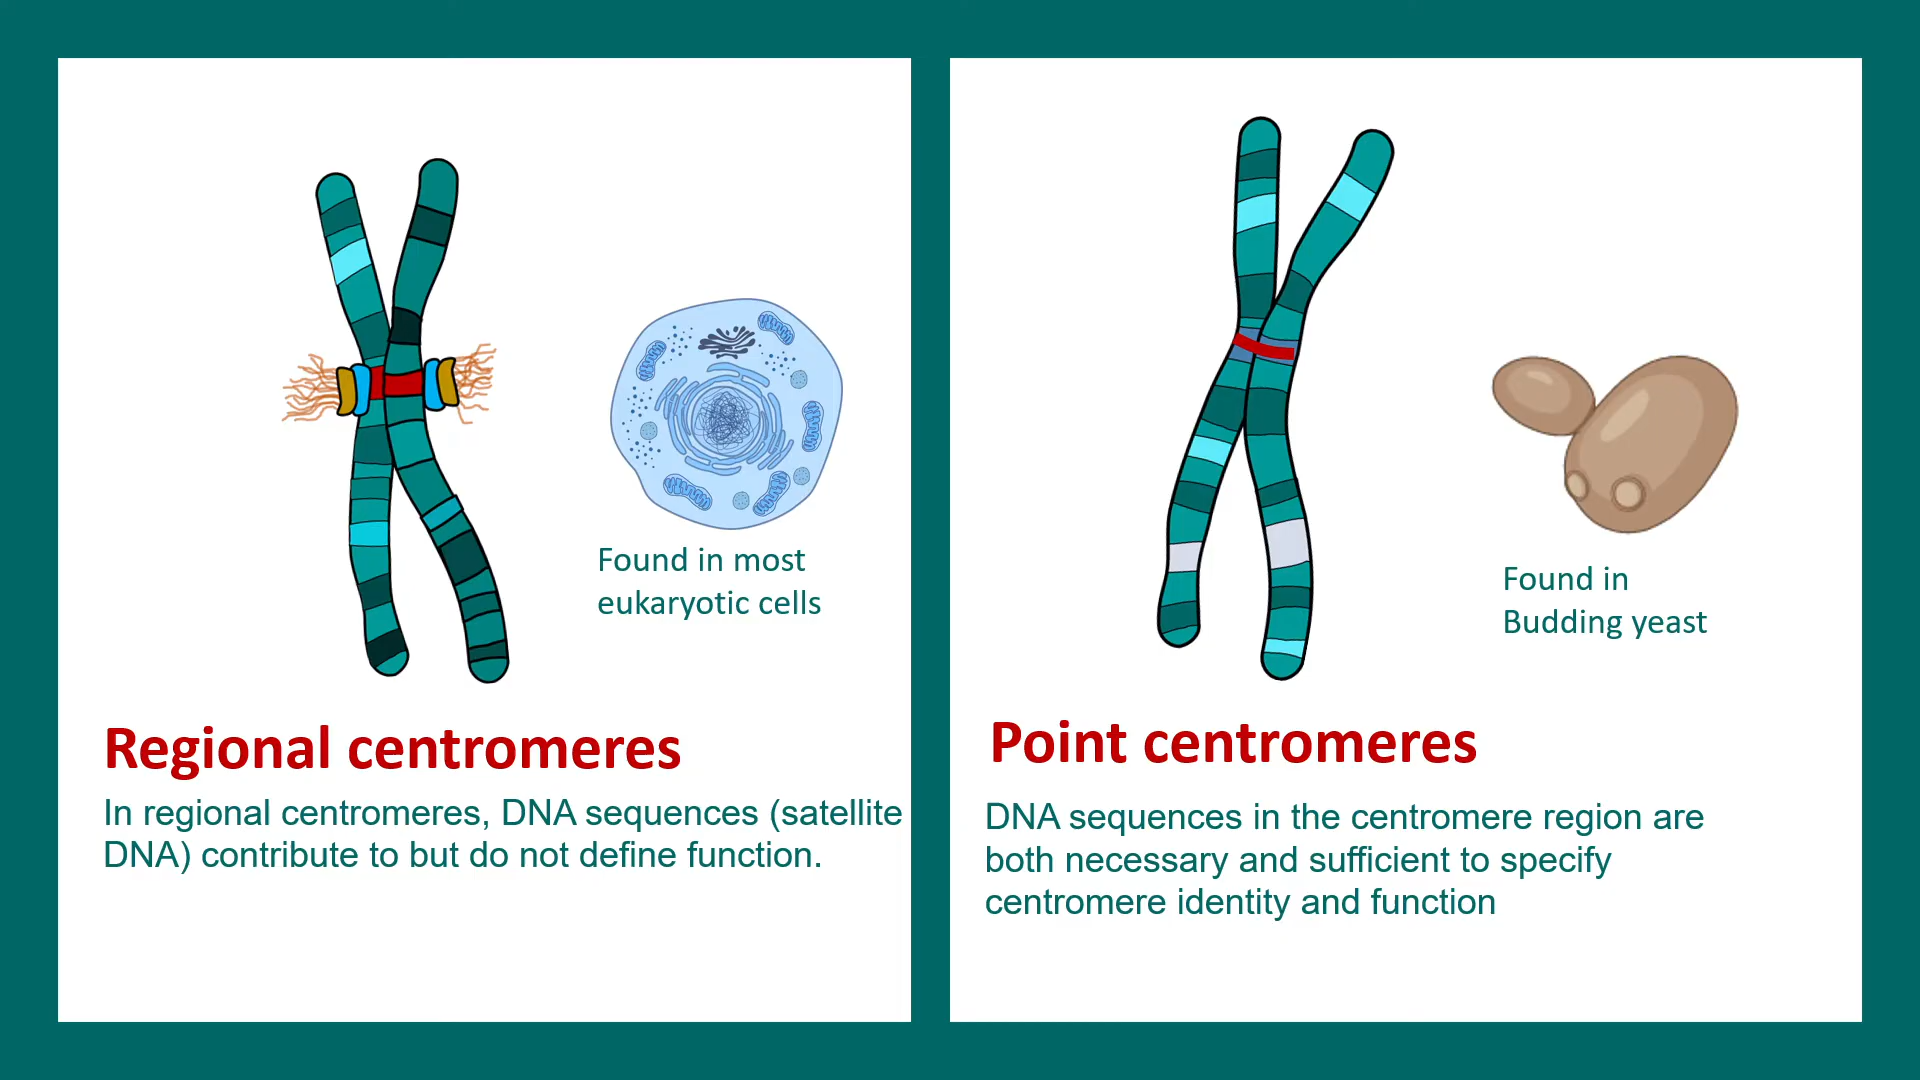 Found in most
eukaryotic cells
Regional centromeres
In regional centromeres, DNA sequences (satellite
DNA) contribute to but do not define function.
Found in
Budding yeast
Point centromeres
DNA sequences in the centromere region are
both necessary and sufficient to specify
centromere identity and function